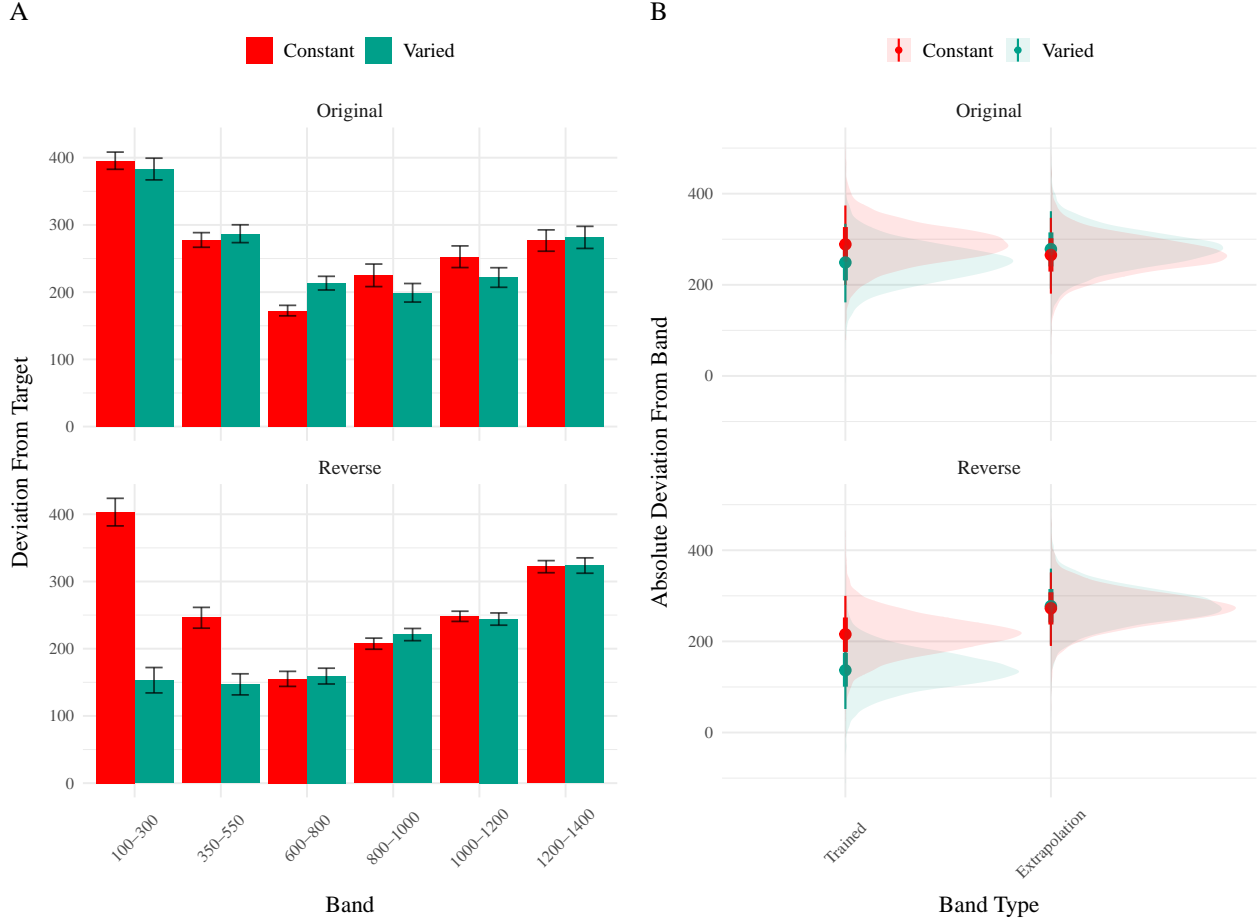 A
Constant Varied
Original
400
300
200
100
0
Reverse
400
300
200
100
0
Deviation From Target
100–300
350–550
600–800
800–1000
1000–1200
1200–1400
Band
B
Constant Varied
Original
400
200
0
Reverse
400
200
0
Absolute Deviation From Band
Trained
Extrapolation
Band Type